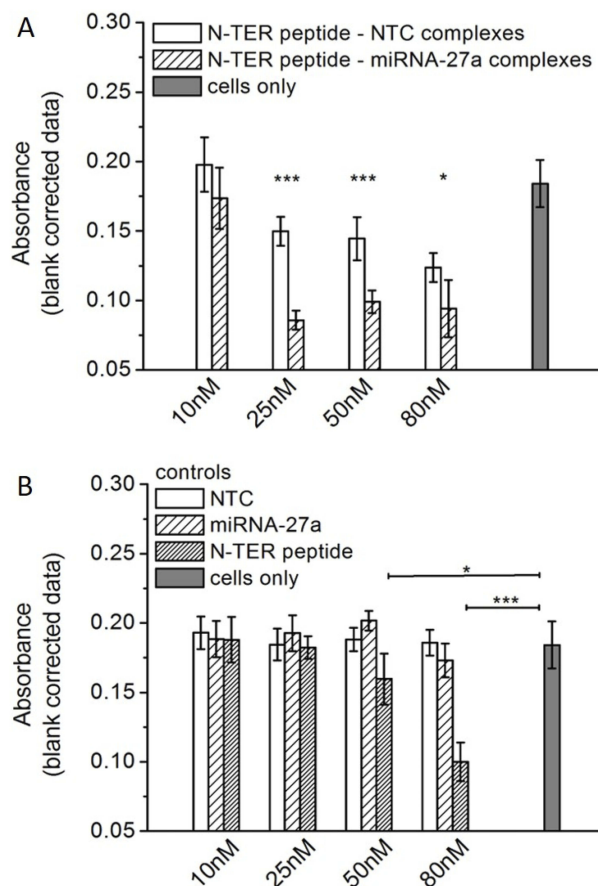 A
N-TER peptide - NTC complexes
N-TER peptide - miRNA-27a complexes
cells only
Absorbance
(blank corrected data)
0.30
0.25
0.20
0.15
0.10
0.05
*** *** *
10nM 25nM 50nM 80nM
B
controls
NTC
miRNA-27a
N-TER peptide
cells only
Absorbance
(blank corrected data)
0.30
0.25
0.20
0.15
0.10
0.05
*
***
10nM 25nM 50nM 80nM